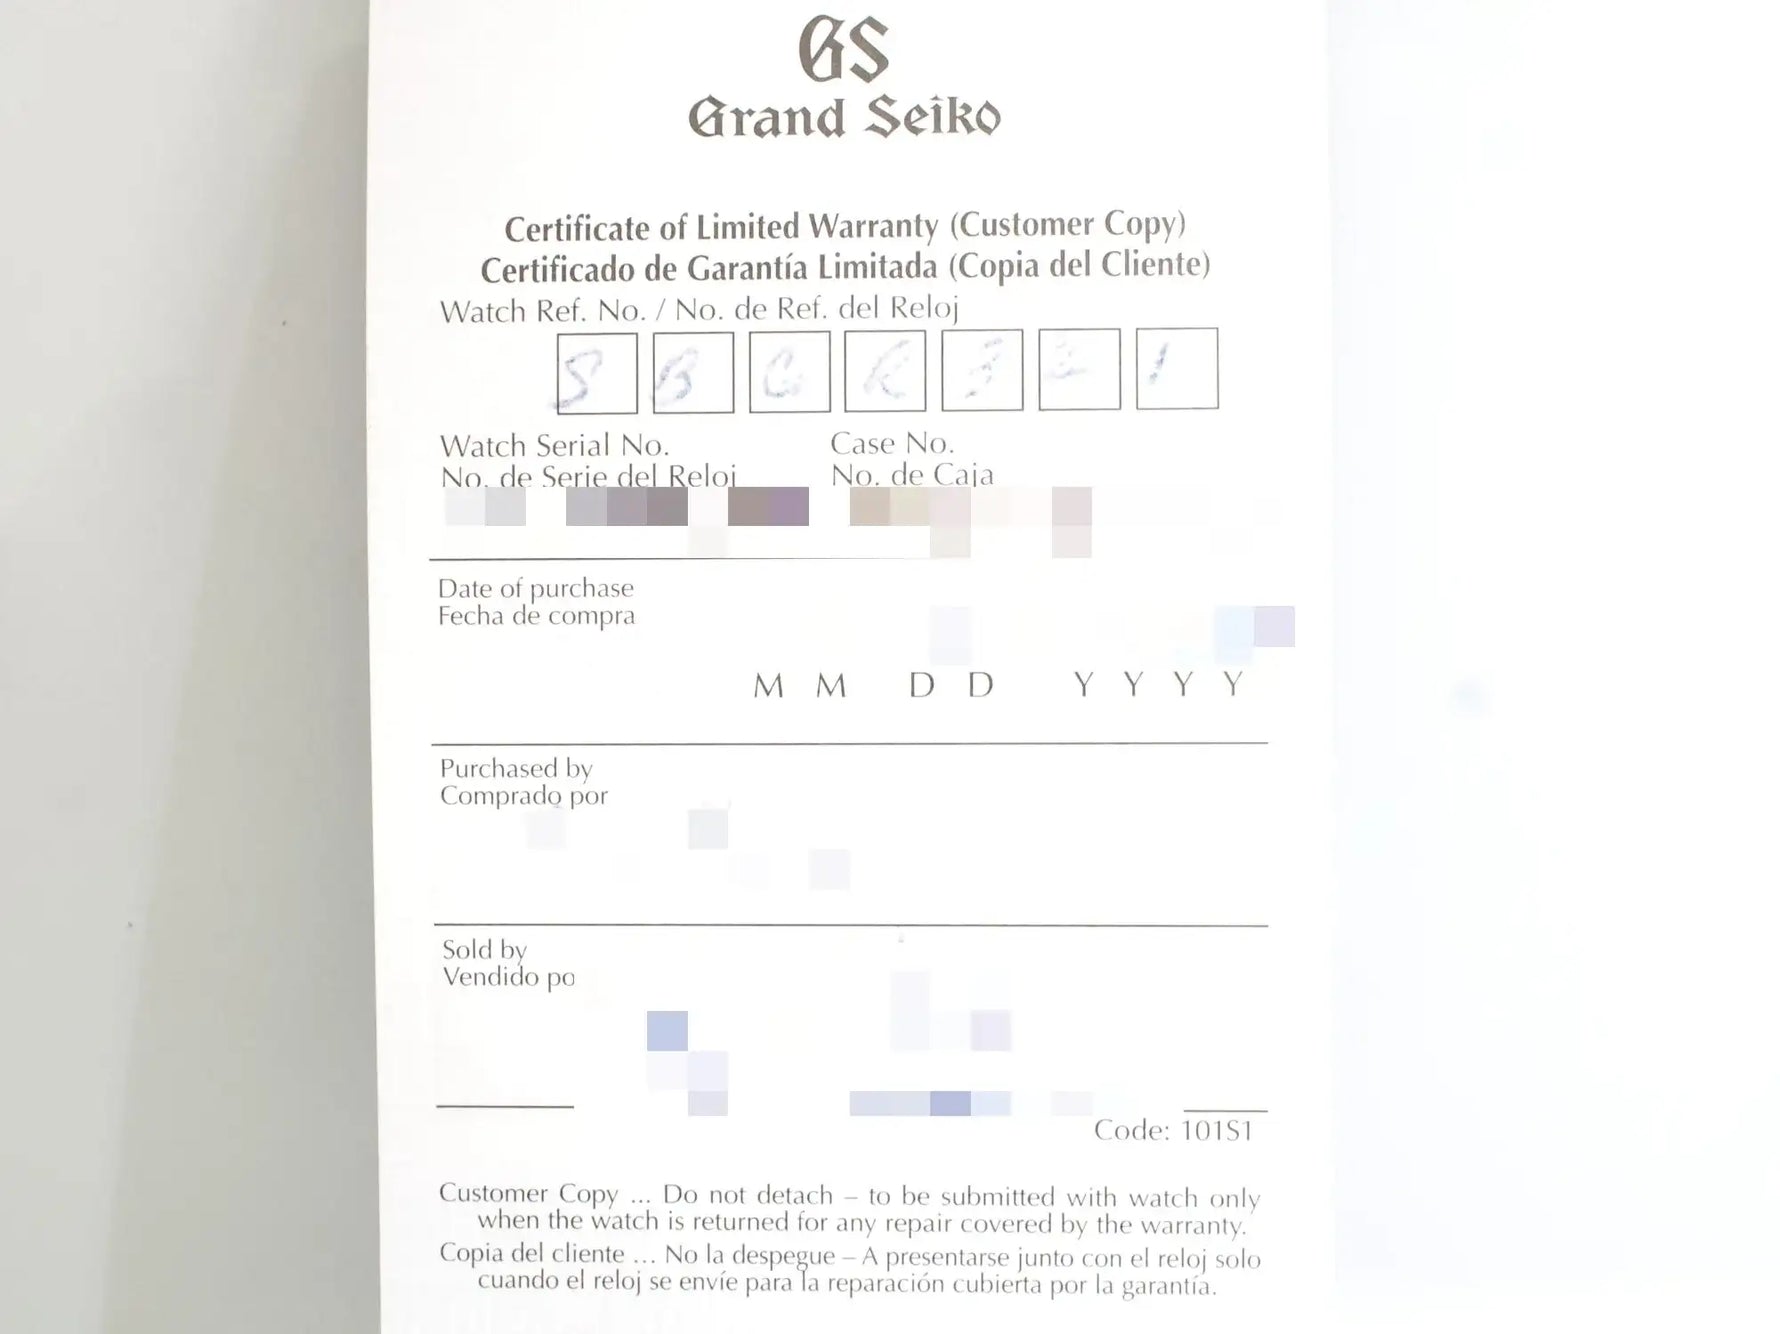 GS
Grand Seiko
Certificate of Limited Warranty (Customer Copy)
Certificado de Garantía Limitada (Copia del Cliente)
Watch Ref. No. / No. de Ref. del Reloj
S B G R 3 2 1
Watch Serial No.
No. de Serie del Reloj
Case No.
No. de Caja
Date of purchase
Fecha de compra
M M D D Y Y Y Y
Purchased by
Comprado por
Sold by
Vendido po
Code: 101S1
Customer Copy ... Do not detach – to be submitted with watch only
when the watch is returned for any repair covered by the warranty.
Copia del cliente ... No la despegue – A presentarse junto con el reloj solo
cuando el reloj se envíe para la reparación cubierta por la garantía.